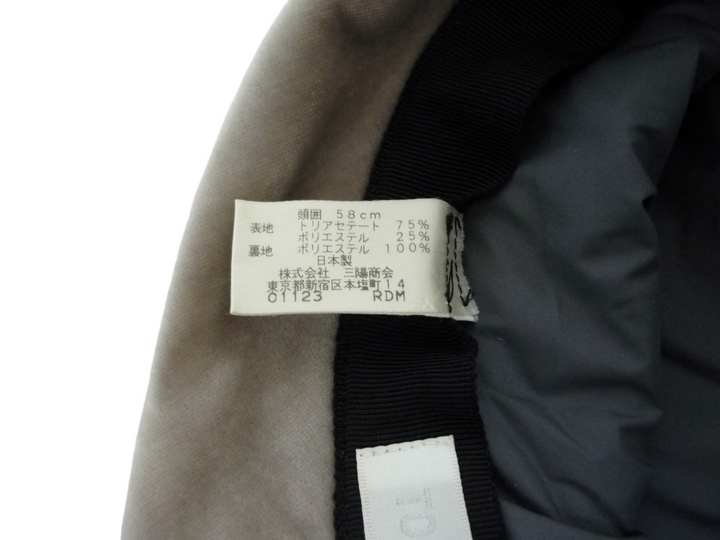 頭囲 58cm
表地 トリアセテート 75%
ポリエステル 25%
裏地 ポリエステル 100%
日本製
株式会社 三陽商会
東京都新宿区本塩町14
01123 RDM